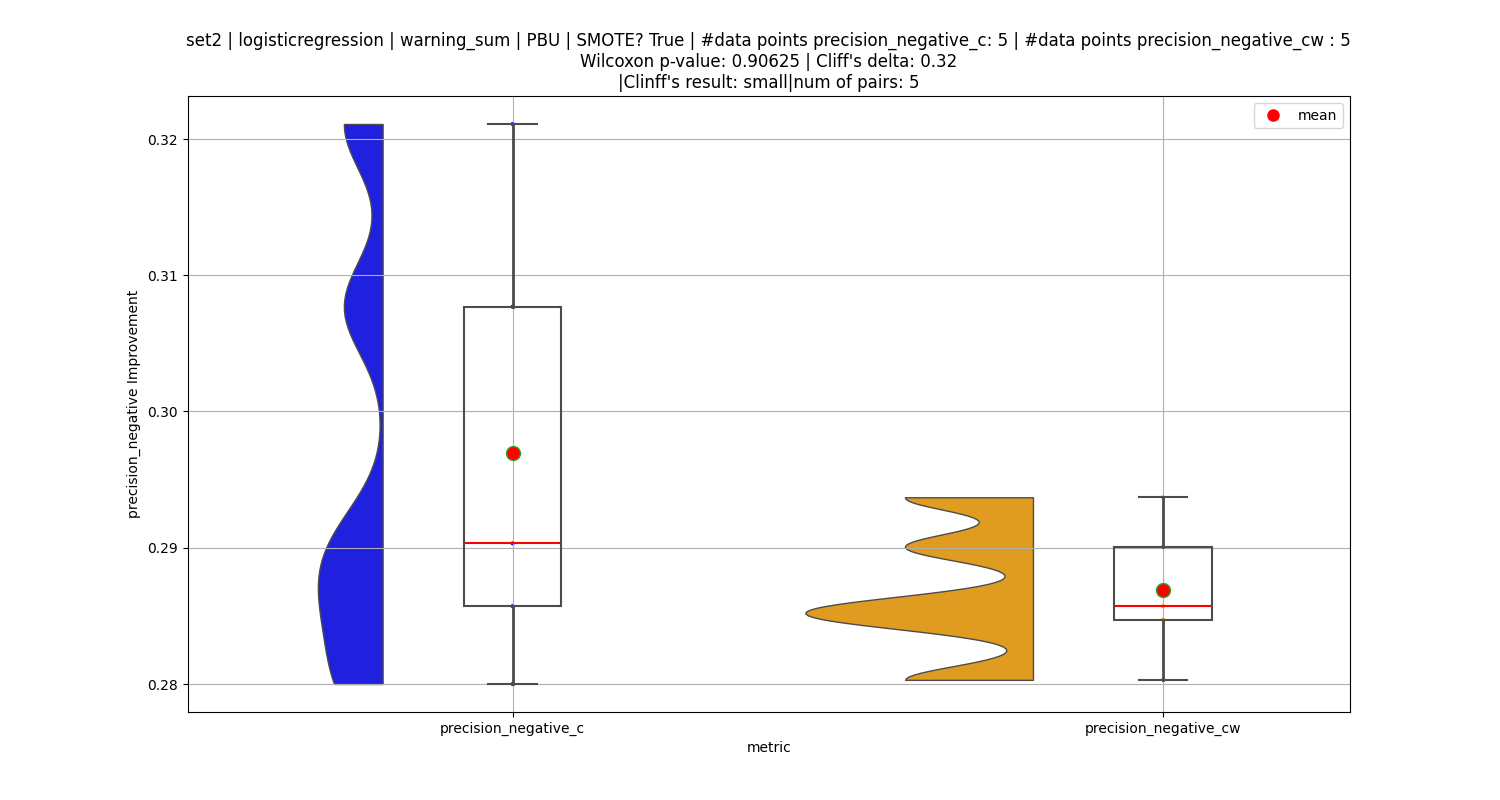 set2 | logisticregression | warning_sum | PBU | SMOTE? True | #data points precision_negative_c: 5 | #data points precision_negative_cw : 5
Wilcoxon p-value: 0.90625 | Cliff's delta: 0.32
|Clinff's result: small|num of pairs: 5
mean
0.32
0.31
0.30
0.29
0.28
precision_negative Improvement
precision_negative_c
precision_negative_cw
metric